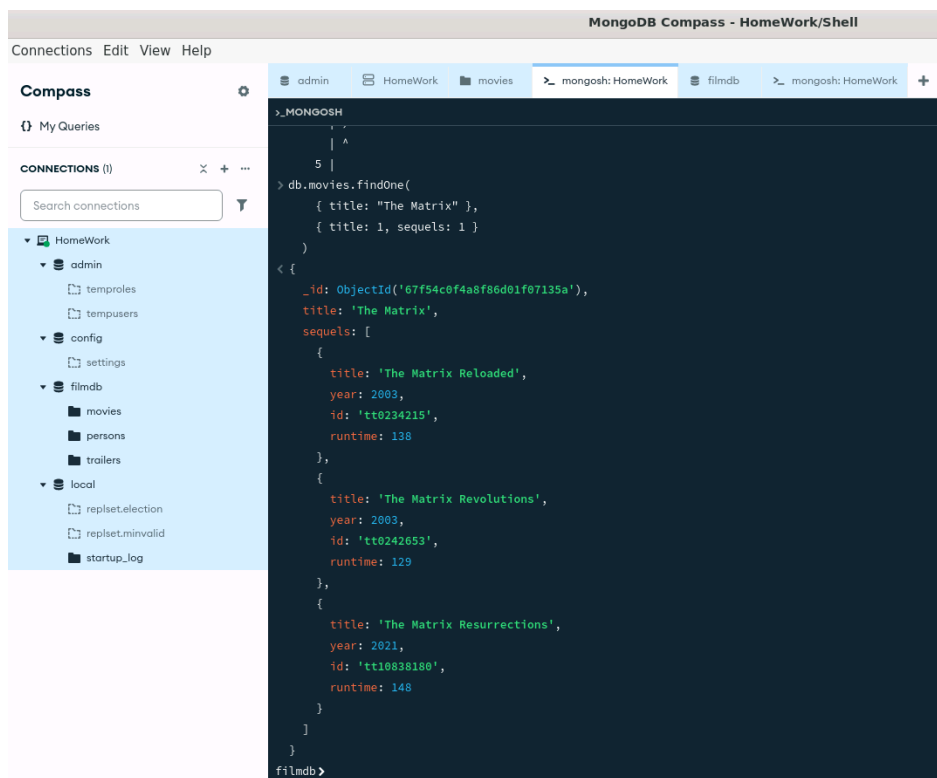 MongoDB Compass - HomeWork/Shell
Connections Edit View Help
Compass
{} My Queries
CONNECTIONS (1)
Search connections
HomeWork
admin
temproles
tempusers
config
settings
filmdb
movies
persons
trailers
local
replset.election
replset.minvalid
startup_log
admin HomeWork movies >_ mongosh: HomeWork filmdb >_ mongosh: HomeWork +
>_MONGOSH
| ^
5 |
> db.movies.findOne(
{ title: "The Matrix" },
{ title: 1, sequels: 1 }
)
< {
_id: ObjectId('67f54c0f4a8f86d01f07135a'),
title: 'The Matrix',
sequels: [
{
title: 'The Matrix Reloaded',
year: 2003,
id: 'tt0234215',
runtime: 138
},
{
title: 'The Matrix Revolutions',
year: 2003,
id: 'tt0242653',
runtime: 129
},
{
title: 'The Matrix Resurrections',
year: 2021,
id: 'tt10838180',
runtime: 148
}
]
}
filmdb>